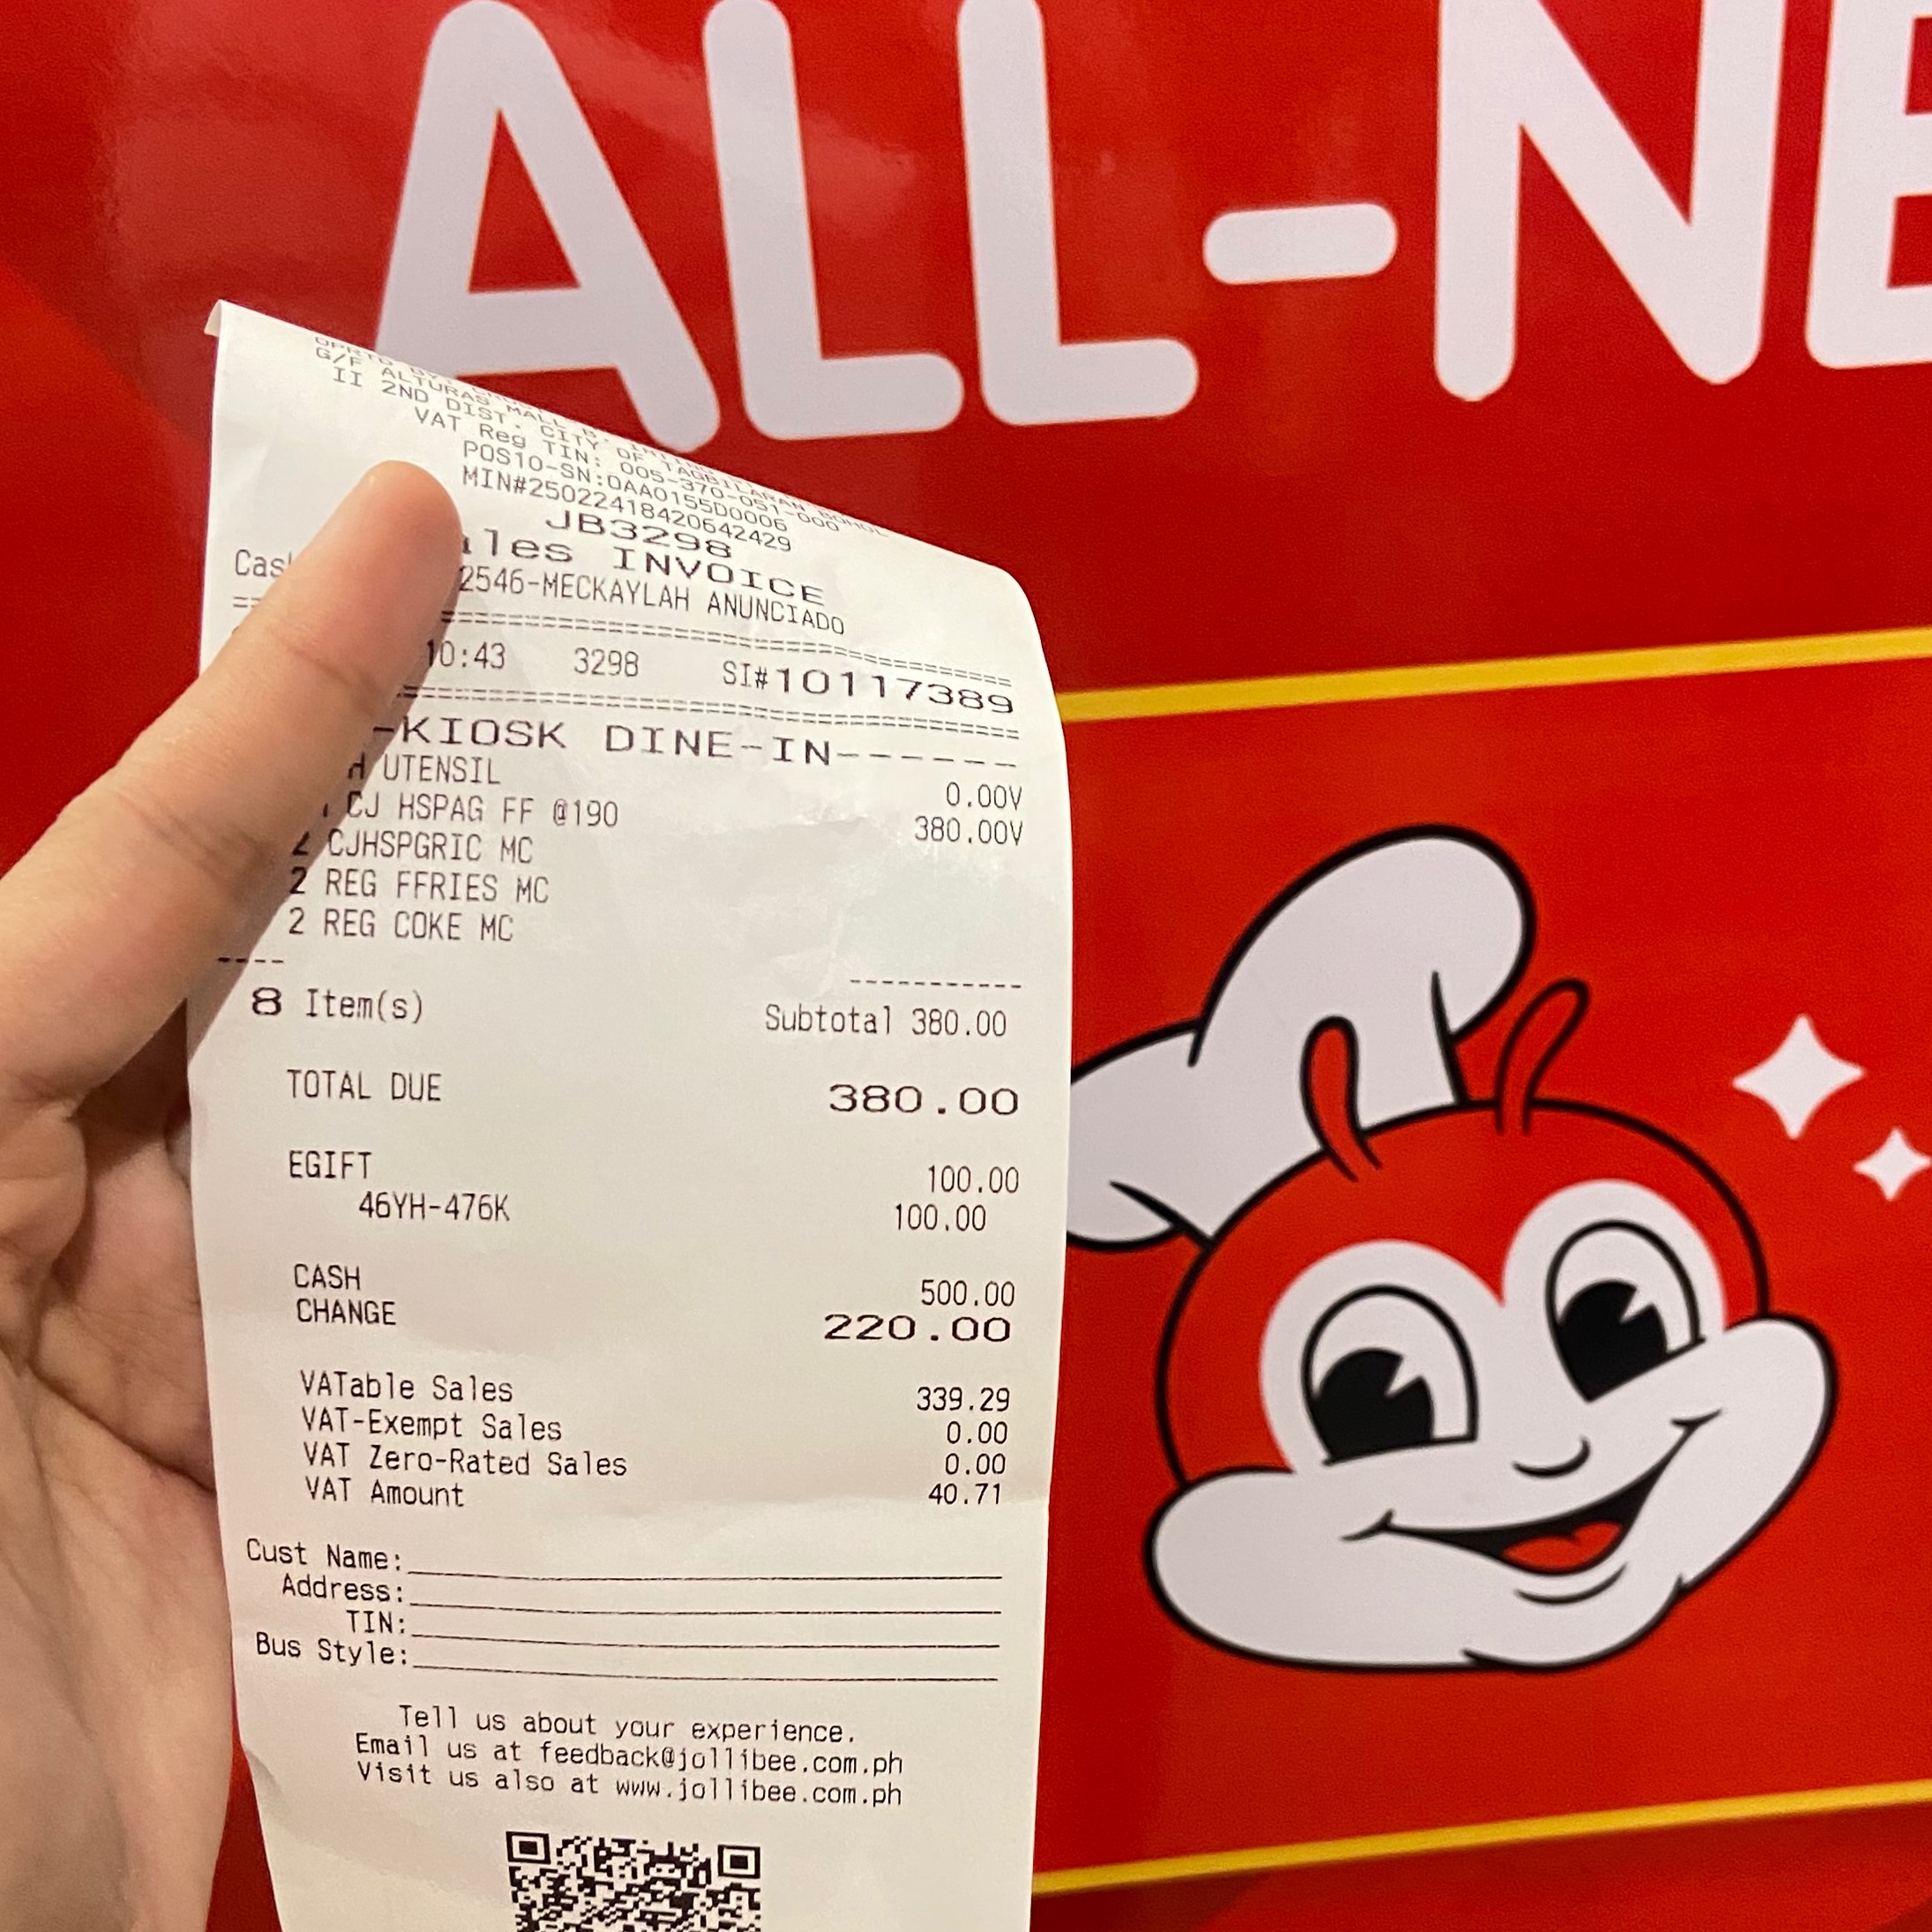 ALL-NE
G/F ALTURAS MALL B.
II 2ND DIST. CITY OF TAGBILARAN BOHOL
VAT Reg TIN: 005-370-051-000
POS10-SN:0AA0155D0006
MIN#25022418420642429
JB3298
ales INVOICE
Cas 2546-MECKAYLAH ANUNCIADO
10:43 3298 SI#10117389
-KIOSK DINE-IN------
H UTENSIL 0.00V
CJ HSPAG FF @190 380.00V
2 CJHSPGRIC MC
2 REG FFRIES MC
2 REG COKE MC
8 Item(s) Subtotal 380.00
TOTAL DUE 380.00
EGIFT 100.00
46YH-476K 100.00
CASH 500.00
CHANGE 220.00
VATable Sales 339.29
VAT-Exempt Sales 0.00
VAT Zero-Rated Sales 0.00
VAT Amount 40.71
Cust Name:
Address:
TIN:
Bus Style:
Tell us about your experience.
Email us at feedback@jollibee.com.ph
Visit us also at www.jollibee.com.ph